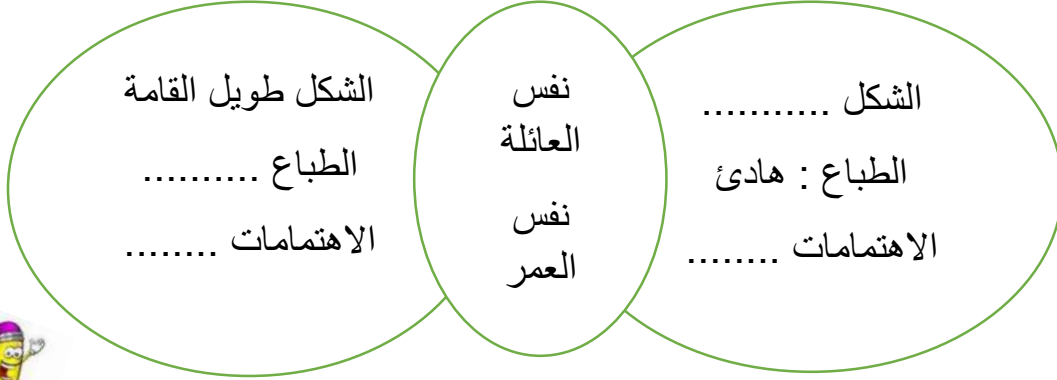 الشكل ...........
الطباع : هادئ
الاهتمامات ........
نفس
العائلة
نفس
العمر
الشكل طويل القامة
الطباع ..........
الاهتمامات ........